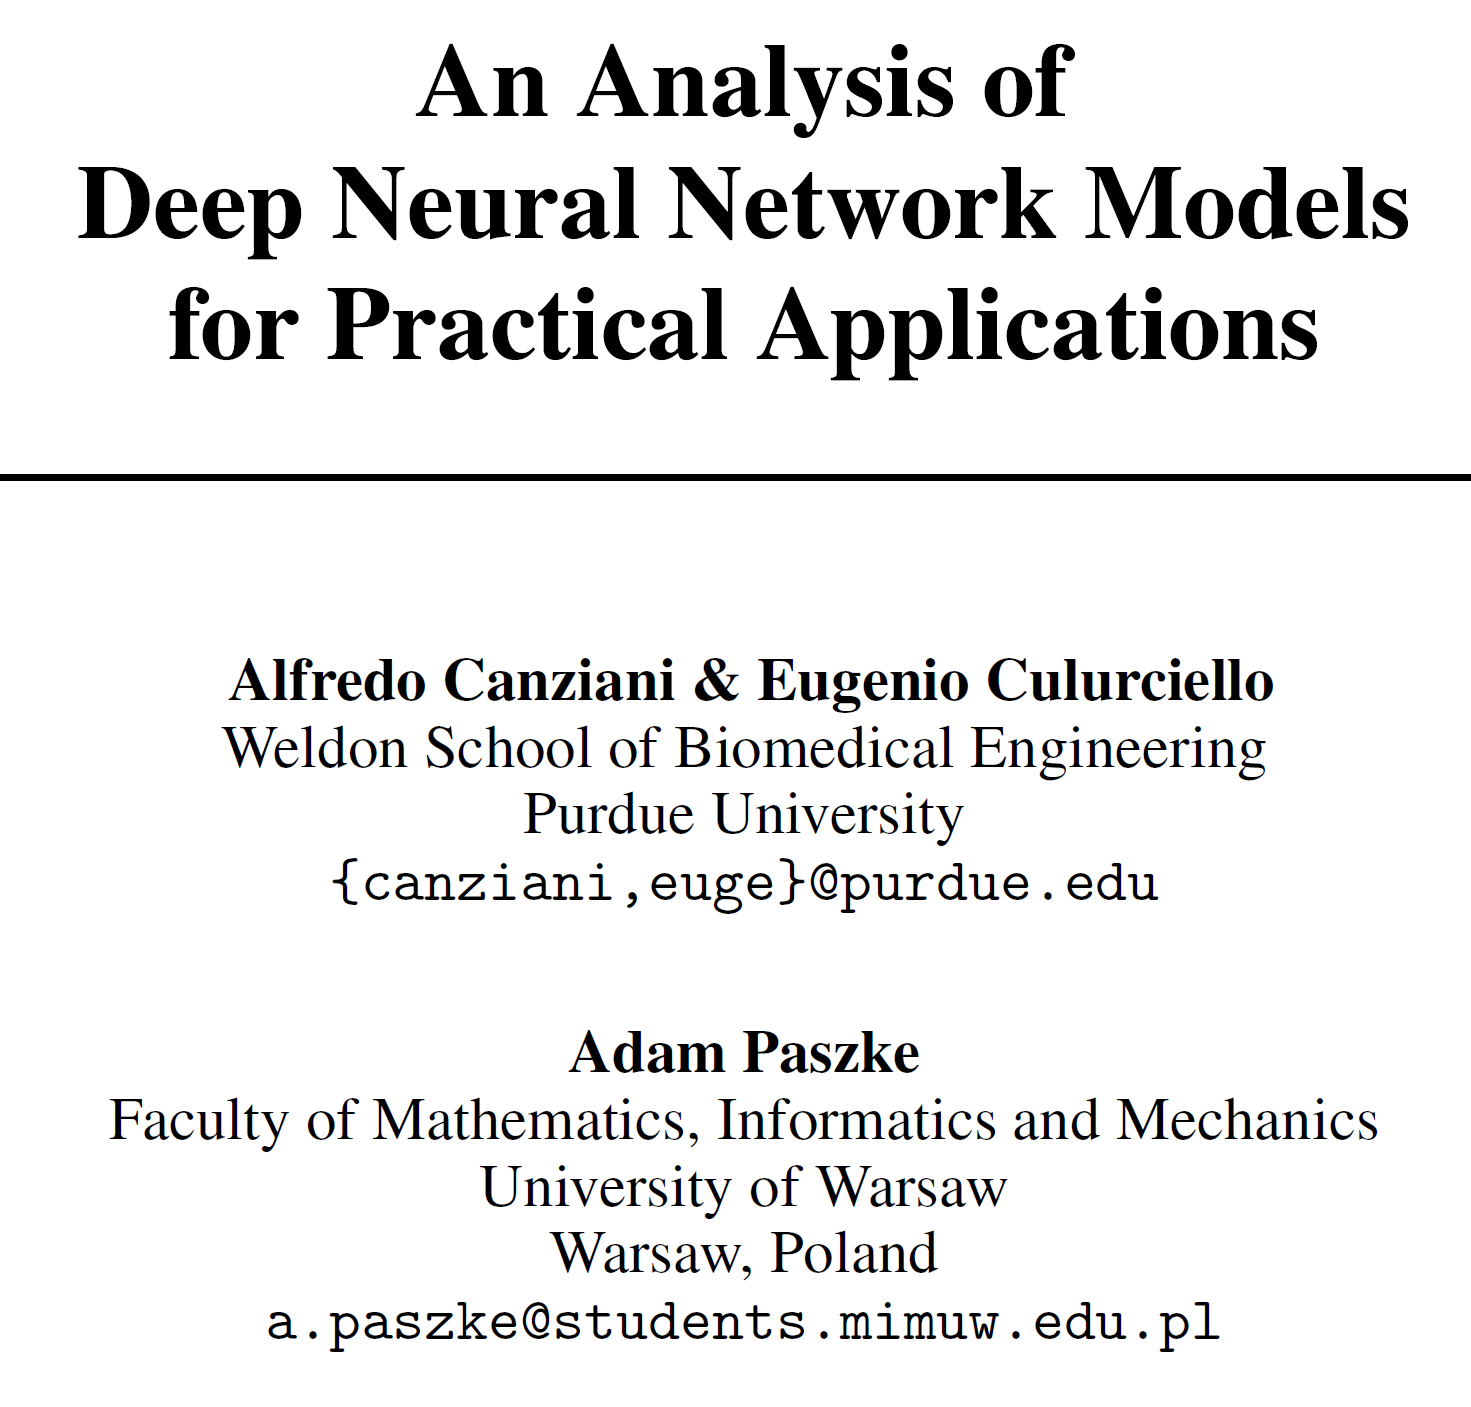 An Analysis of
Deep Neural Network Models
for Practical Applications
Alfredo Canziani & Eugenio Culurciello
Weldon School of Biomedical Engineering
Purdue University
{canziani,euge}@purdue.edu
Adam Paszke
Faculty of Mathematics, Informatics and Mechanics
University of Warsaw
Warsaw, Poland
a.paszke@students.mimuw.edu.pl